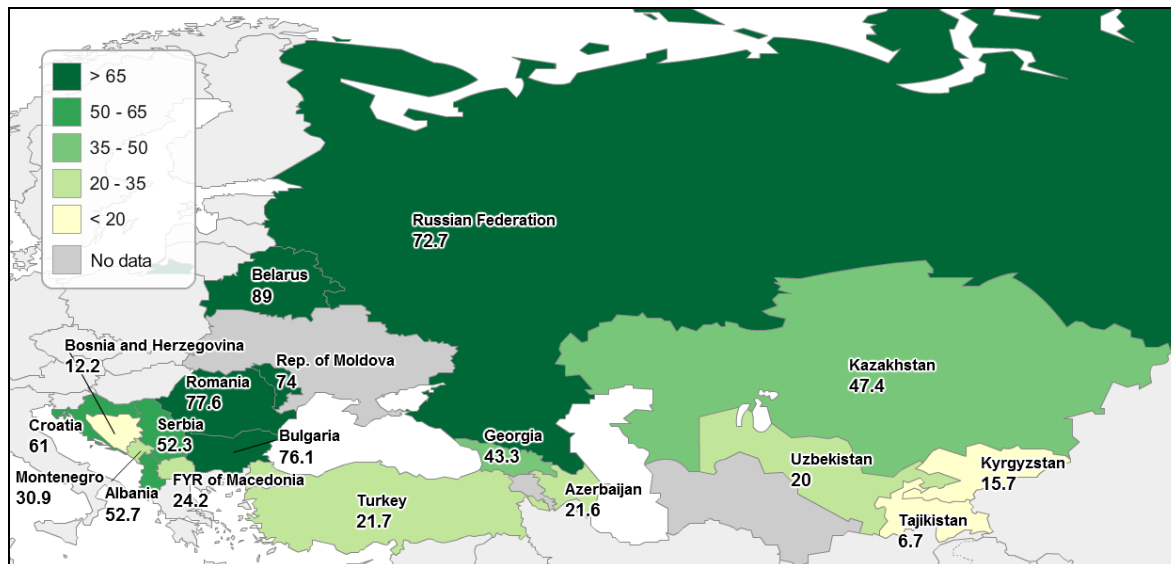 > 65
50 - 65
35 - 50
20 - 35
< 20
No data
Russian Federation
72.7
Belarus
89
Bosnia and Herzegovina
12.2
Rep. of Moldova
74
Romania
77.6
Kazakhstan
47.4
Croatia
61
Serbia
52.3
Bulgaria
76.1
Georgia
43.3
Uzbekistan
20
Kyrgyzstan
15.7
Montenegro
30.9
Albania
52.7
FYR of Macedonia
24.2
Turkey
21.7
Azerbaijan
21.6
Tajikistan
6.7